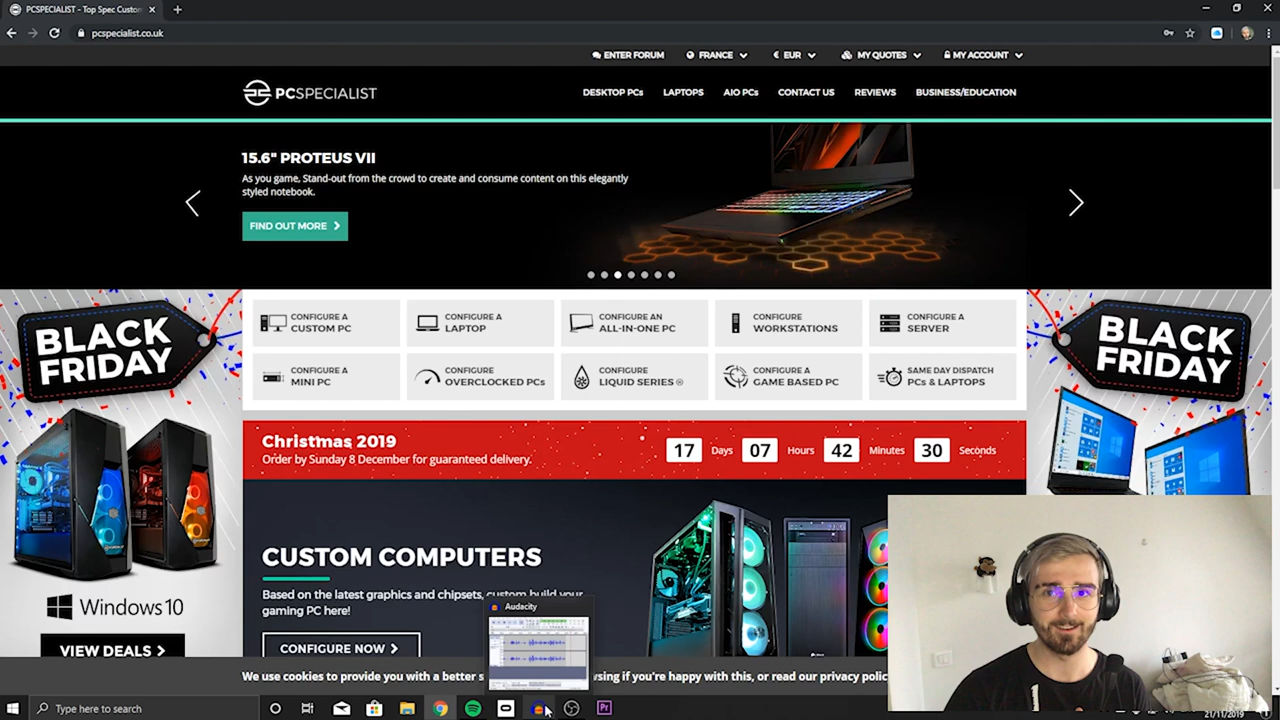 PCSPECIALIST - Top Spec Custom
pcspecialist.co.uk
ENTER FORUM
FRANCE
€ EUR
MY QUOTES
MY ACCOUNT
PCSPECIALIST
DESKTOP PCs
LAPTOPS
AIO PCs
CONTACT US
REVIEWS
BUSINESS/EDUCATION
15.6" PROTEUS VII
As you game, Stand-out from the crowd to create and consume content on this elegantly
styled notebook.
FIND OUT MORE
BLACK
FRIDAY
CONFIGURE A
CUSTOM PC
CONFIGURE A
LAPTOP
CONFIGURE AN
ALL-IN-ONE PC
CONFIGURE
WORKSTATIONS
CONFIGURE A
SERVER
CONFIGURE A
MINI PC
CONFIGURE
OVERCLOCKED PCs
CONFIGURE
LIQUID SERIES ®
CONFIGURE A
GAME BASED PC
SAME DAY DISPATCH
PCs & LAPTOPS
BLACK
FRIDAY
Christmas 2019
Order by Sunday 8 December for guaranteed delivery.
17 Days 07 Hours 42 Minutes 30 Seconds
CUSTOM COMPUTERS
Based on the latest graphics and chipsets, custom build your
gaming PC here!
CONFIGURE NOW
Windows 10
VIEW DEALS
Audacity
We use cookies to provide you with a better s
wsing if you're happy with this, or read our privacy polic
Type here to search
Pr
21/11/2019